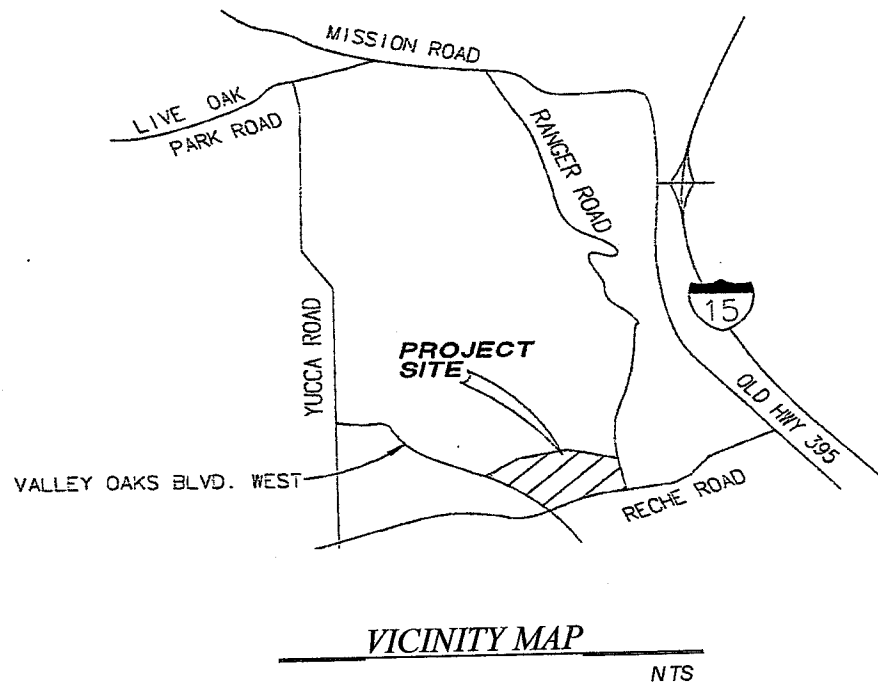 MISSION ROAD
LIVE OAK
PARK ROAD
RANGER ROAD
YUCCA ROAD
15
PROJECT
SITE
OLD HWY 395
VALLEY OAKS BLVD. WEST
RECHE ROAD
VICINITY MAP
NTS